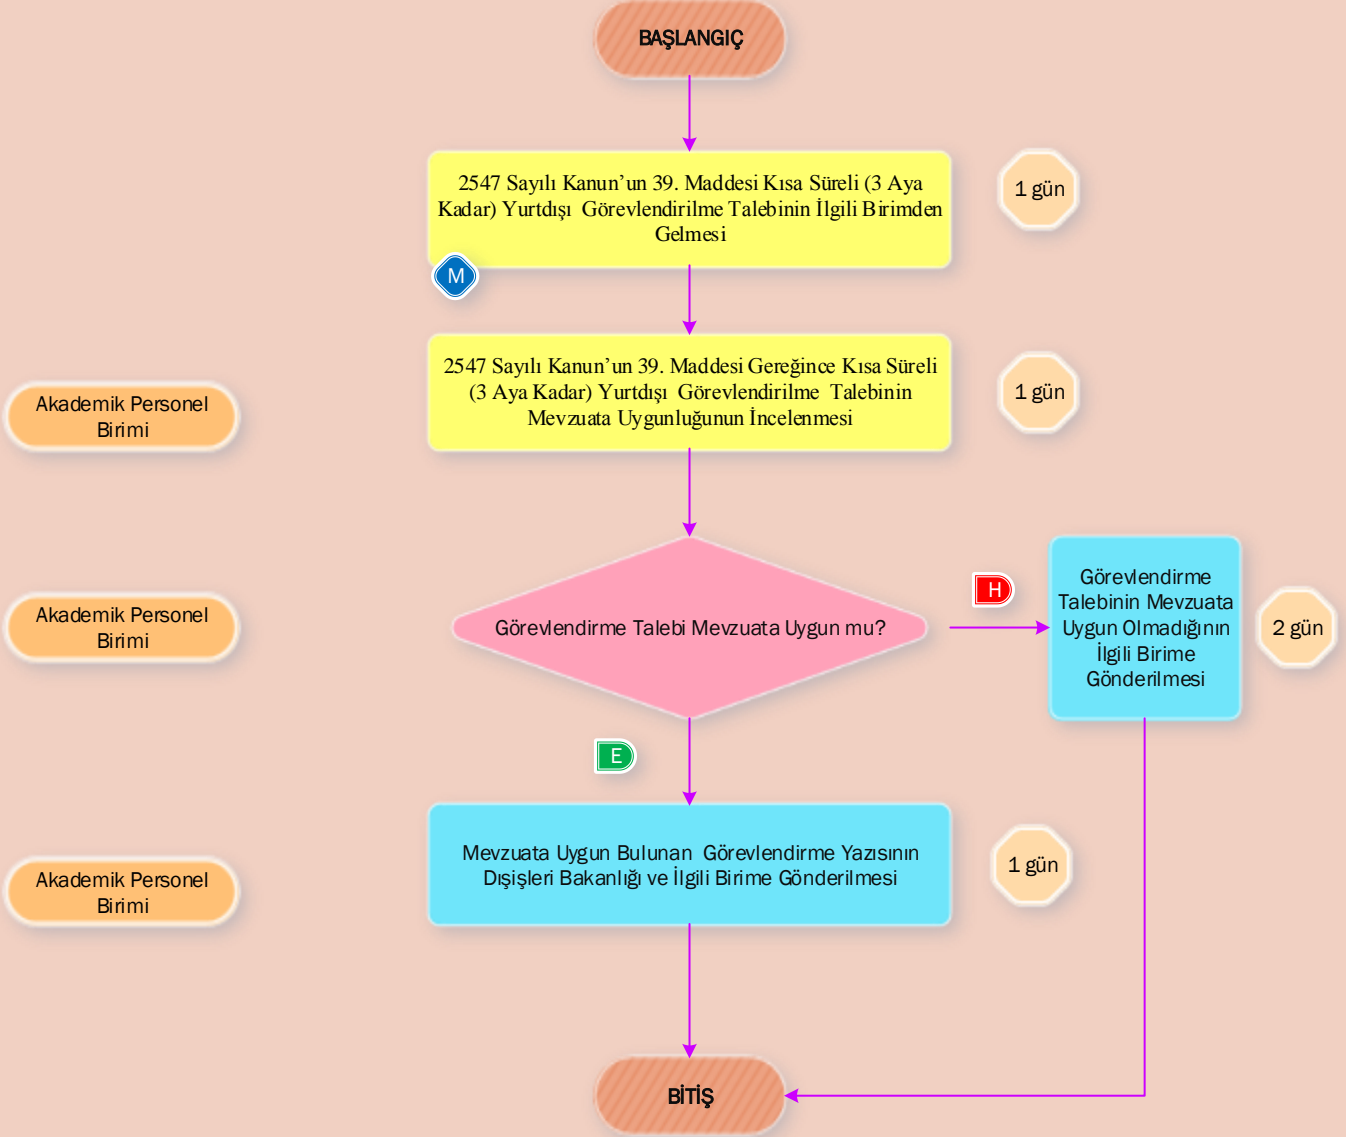 BAŞLANGIÇ
2547 Sayılı Kanun’un 39. Maddesi Kısa Süreli (3 Aya
Kadar) Yurtdışı Görevlendirilme Talebinin İlgili Birimden
Gelmesi
1 gün
M
2547 Sayılı Kanun’un 39. Maddesi Gereğince Kısa Süreli
(3 Aya Kadar) Yurtdışı Görevlendirilme Talebinin
Mevzuata Uygunluğunun İncelenmesi
1 gün
Akademik Personel
Birimi
Akademik Personel
Birimi
Görevlendirme Talebi Mevzuata Uygun mu?
H
Görevlendirme
Talebinin Mevzuata
Uygun Olmadığının
İlgili Birime
Gönderilmesi
2 gün
E
Akademik Personel
Birimi
Mevzuata Uygun Bulunan Görevlendirme Yazısının
Dışişleri Bakanlığı ve İlgili Birime Gönderilmesi
1 gün
BİTİŞ